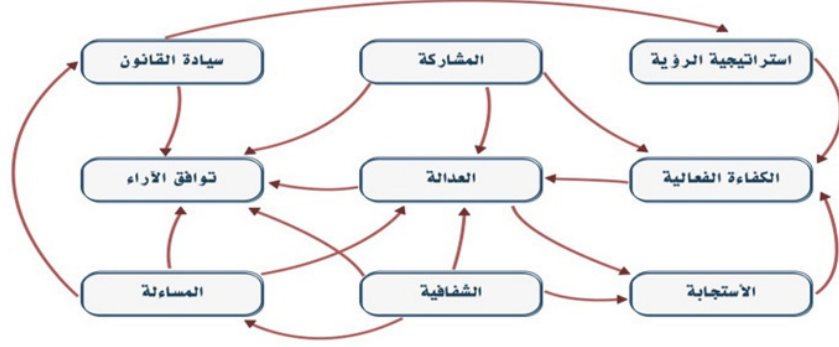 استراتيجية الرؤية
المشاركة
سيادة القانون
الكفاءة الفعالية
العدالة
توافق الآراء
الأستجابة
الشفافية
المساءلة